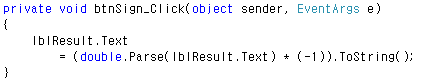 private void btnSign_Click(object sender, EventArgs e)
{
lblResult.Text
= (double.Parse(lblResult.Text) * (-1)).ToString();
}